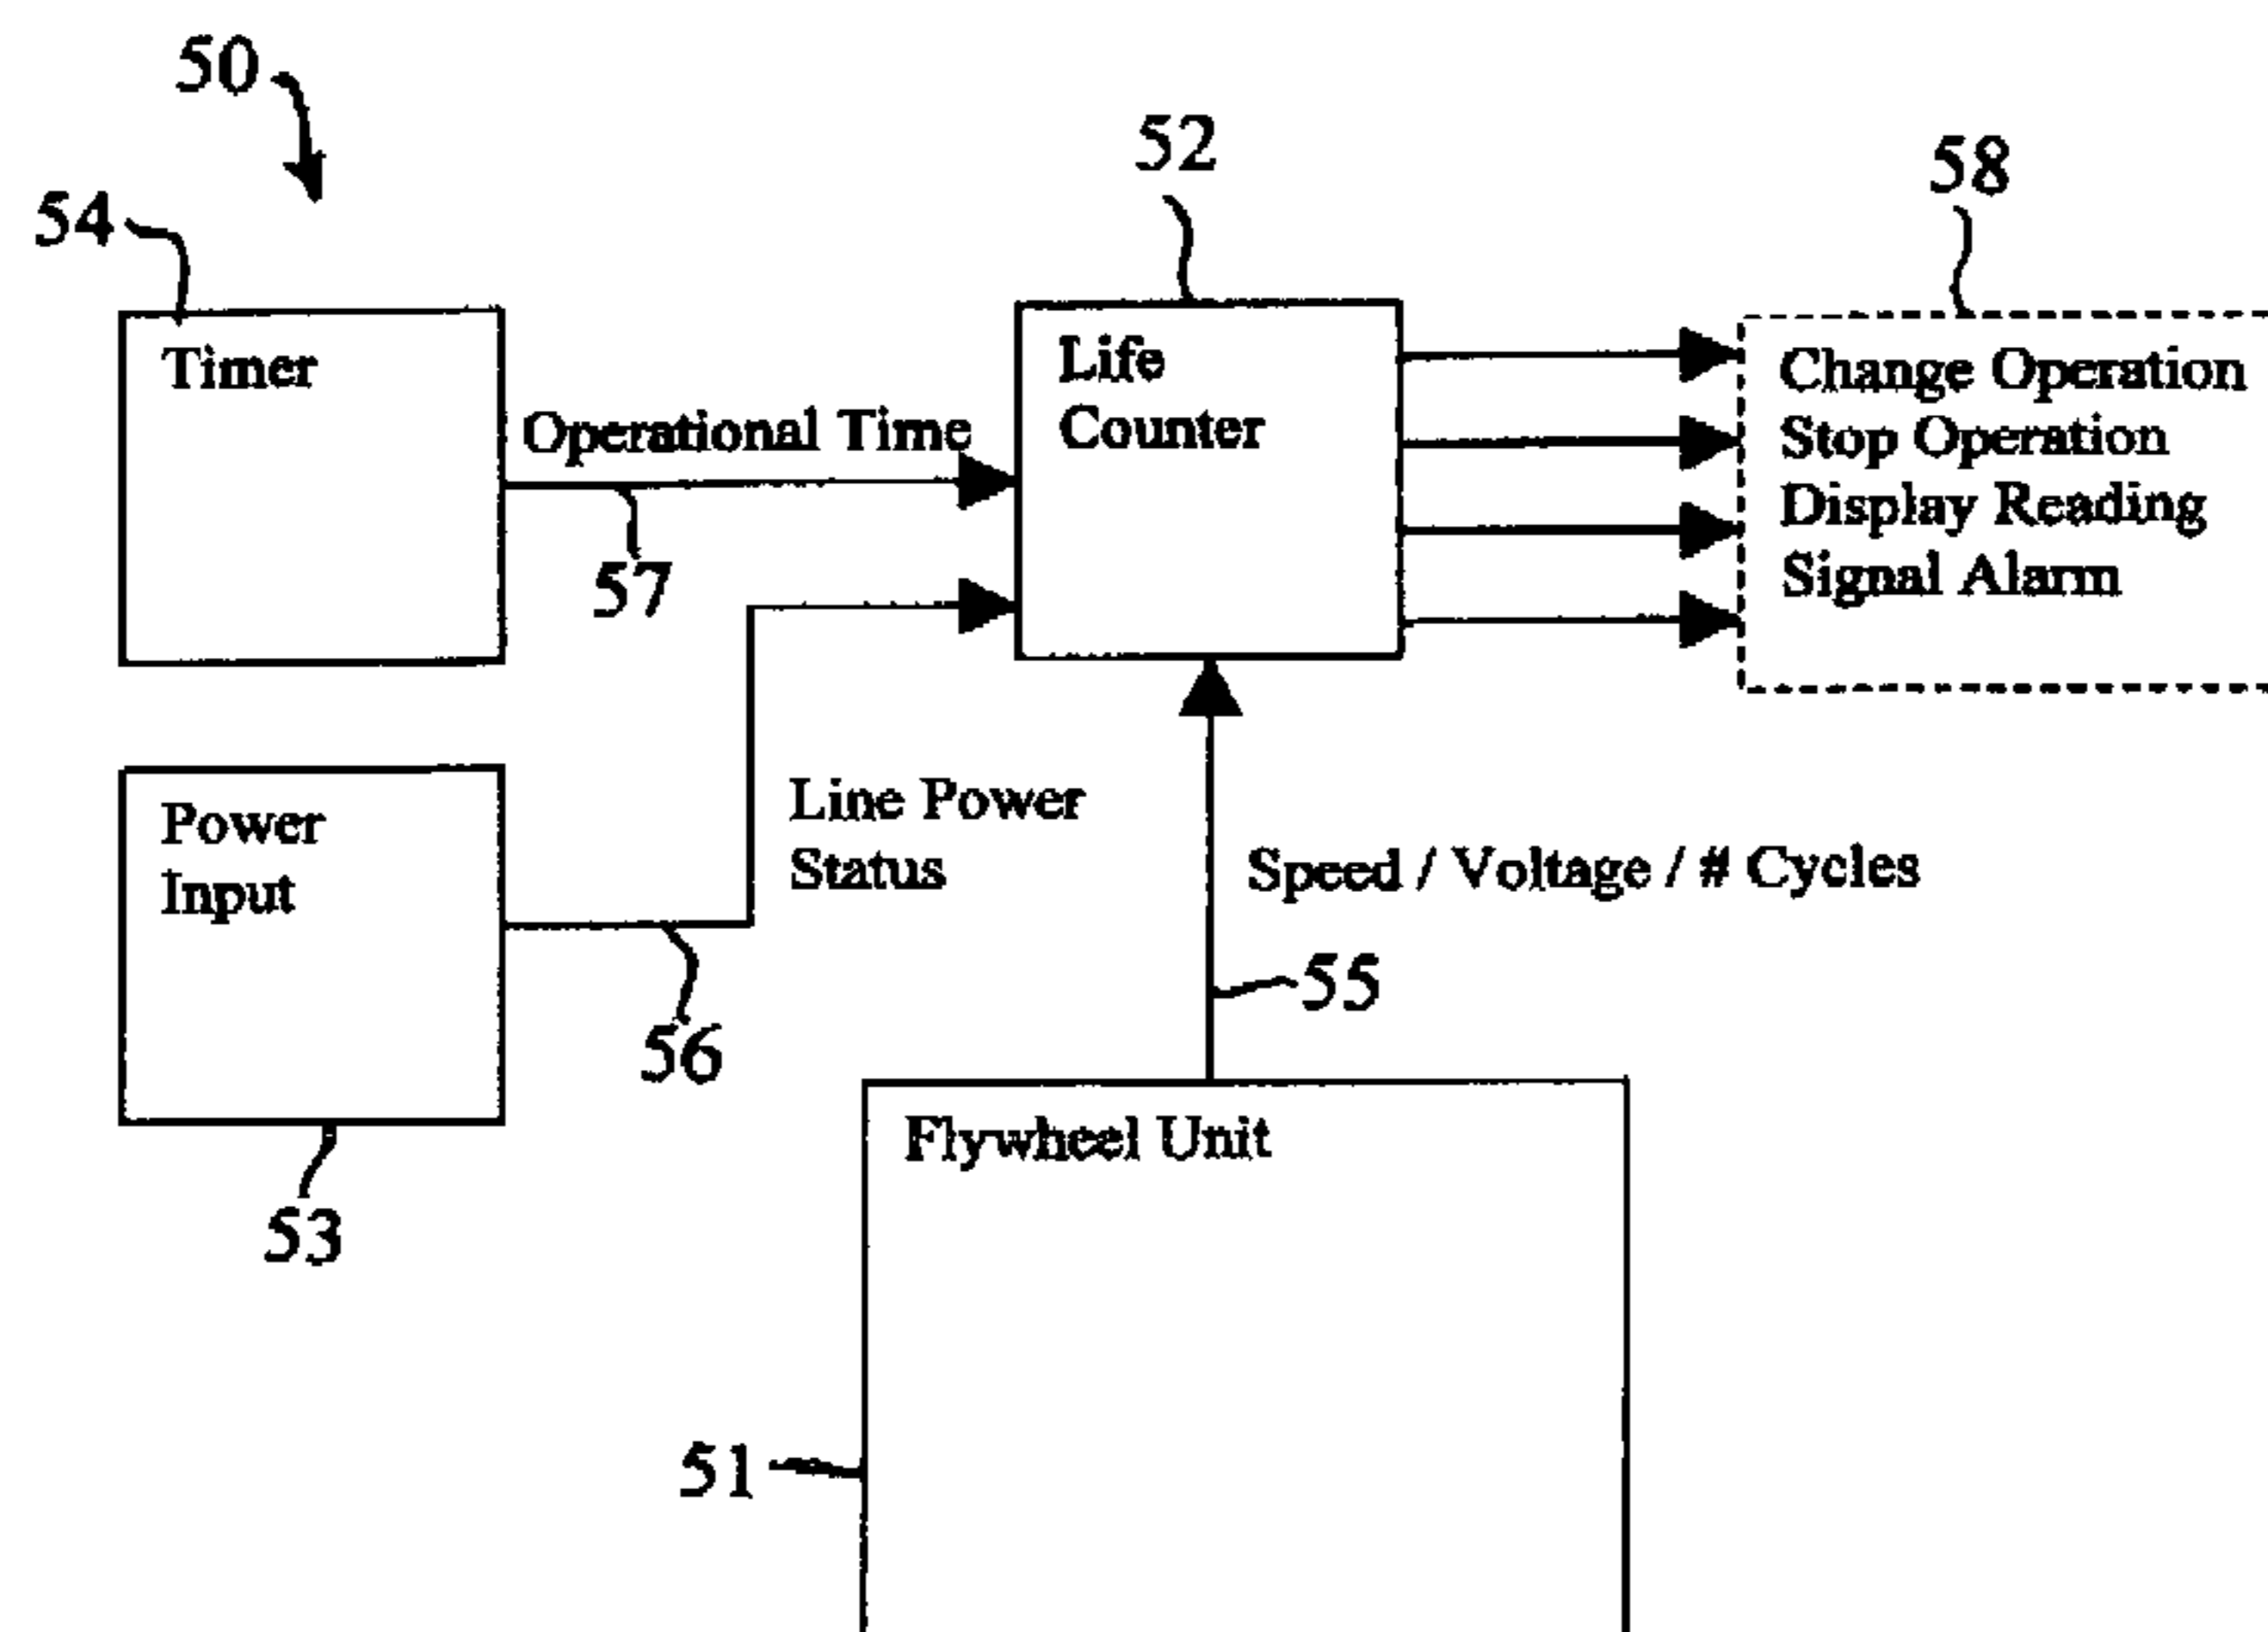 50
52
58
54
Timer
Life
Counter
Change Operation
Stop Operation
Display Reading
Signal Alarm
Operational Time
57
Power
Input
Line Power
Status
Speed / Voltage / # Cycles
55
56
53
Flywheel Unit
51